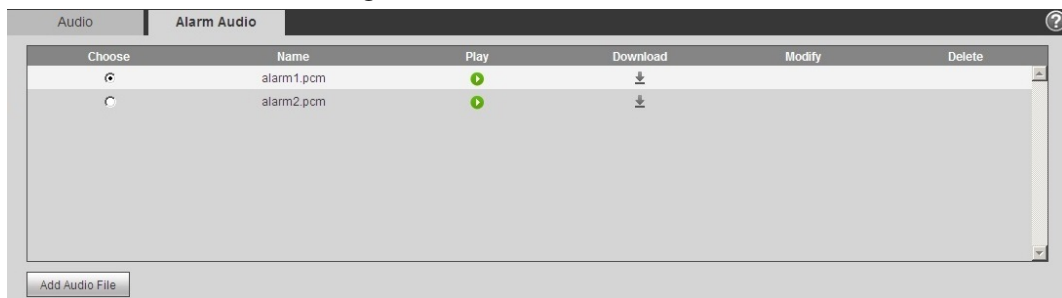 Audio Alarm Audio ?
Choose Name Play Download Modify Delete
alarm1.pcm
alarm2.pcm
Add Audio File